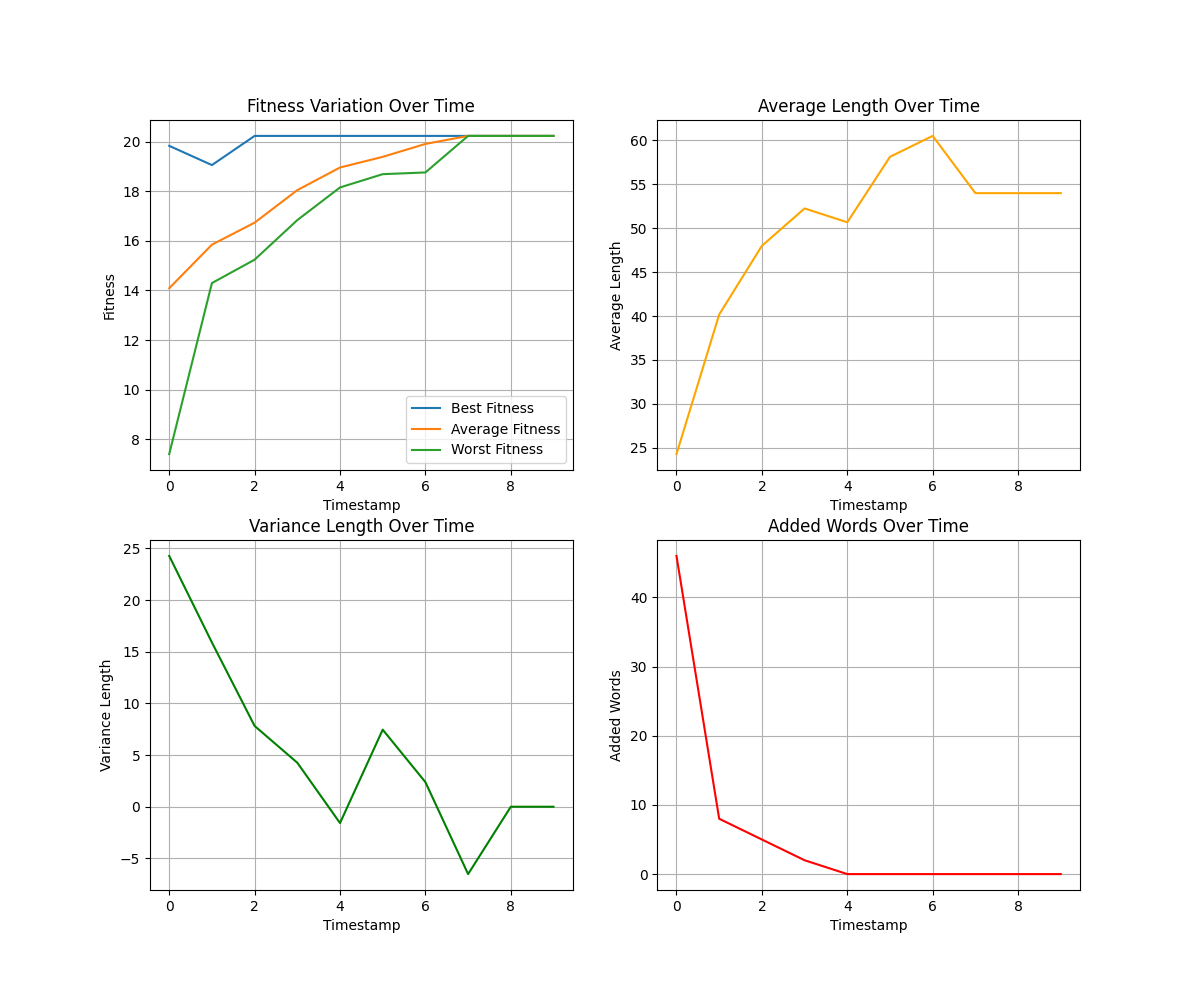 Fitness Variation Over Time
20
18
16
14
12
10
8
Fitness
Best Fitness
Average Fitness
Worst Fitness
0 2 4 6 8
Timestamp
Average Length Over Time
60
55
50
45
40
35
30
25
Average Length
0 2 4 6 8
Timestamp
Variance Length Over Time
25
20
15
10
5
0
−5
Variance Length
0 2 4 6 8
Timestamp
Added Words Over Time
40
30
20
10
0
Added Words
0 2 4 6 8
Timestamp